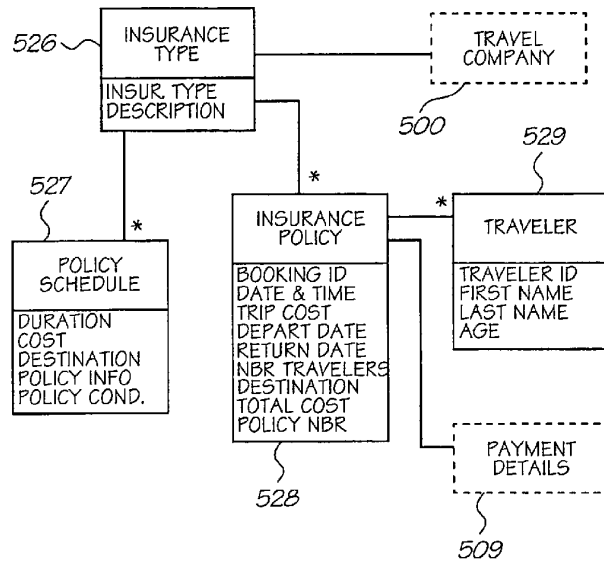 526
INSURANCE
TYPE
INSUR. TYPE
DESCRIPTION
TRAVEL
COMPANY
500
527
*
POLICY
SCHEDULE
DURATION
COST
DESTINATION
POLICY INFO
POLICY COND.
*
INSURANCE
POLICY
BOOKING ID
DATE & TIME
TRIP COST
DEPART DATE
RETURN DATE
NBR TRAVELERS
DESTINATION
TOTAL COST
POLICY NBR
528
529
*
TRAVELER
TRAVELER ID
FIRST NAME
LAST NAME
AGE
PAYMENT
DETAILS
509